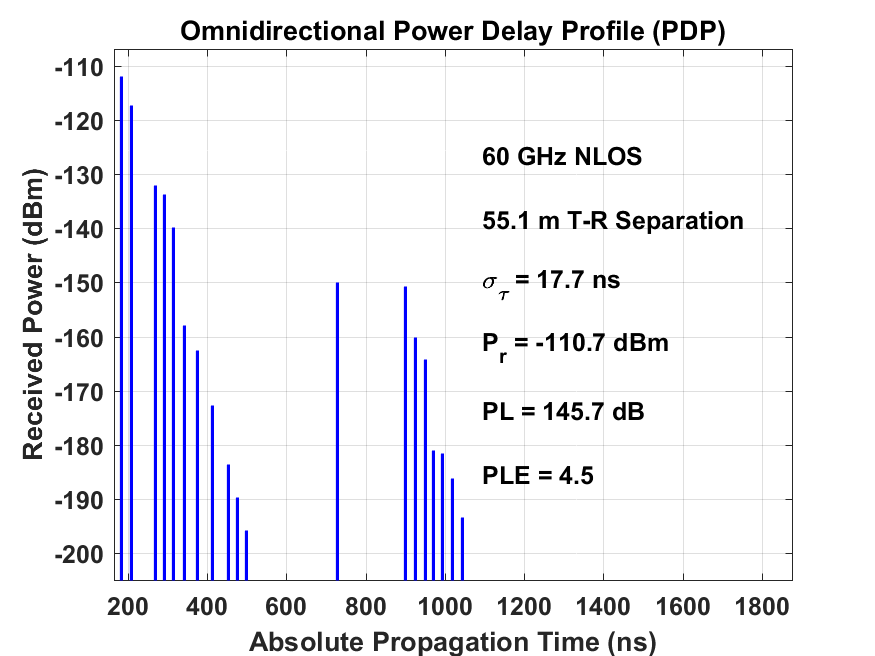 Omnidirectional Power Delay Profile (PDP)
-110
-120
-130
-140
-150
-160
-170
-180
-190
-200
Received Power (dBm)
60 GHz NLOS
55.1 m T-R Separation
σ_τ = 17.7 ns
P_r = -110.7 dBm
PL = 145.7 dB
PLE = 4.5
200 400 600 800 1000 1200 1400 1600 1800
Absolute Propagation Time (ns)